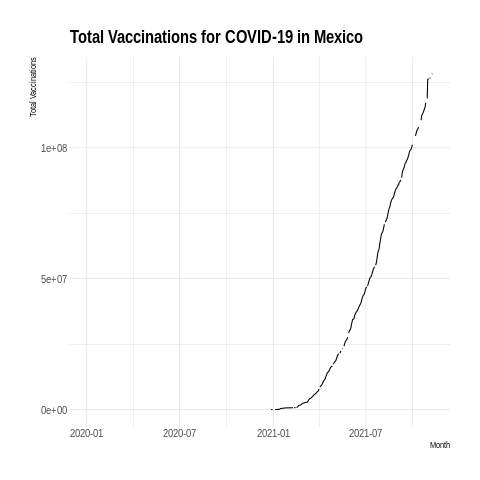 Total Vaccinations for COVID-19 in Mexico
Total Vaccinations
1e+08
5e+07
0e+00
2020-01 2020-07 2021-01 2021-07
Month